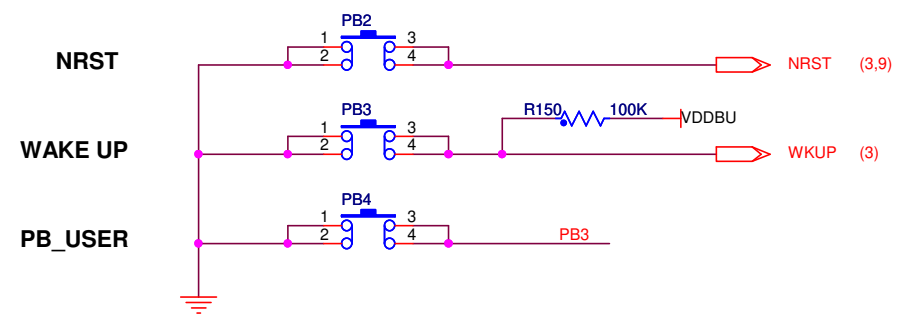 PB2
1 3
2 4
NRST NRST (3,9)
R150 100K
PB3
1 3 VDDBU
2 4
WAKE UP WKUP (3)
PB4
1 3
2 4
PB_USER PB3